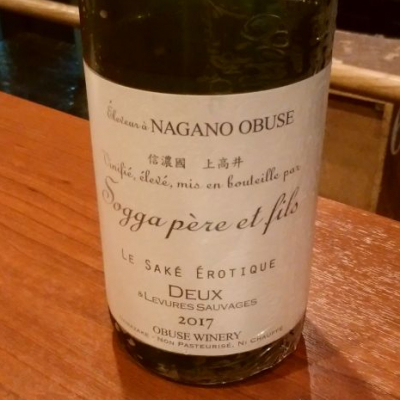 Éleveur à NAGANO OBUSE
信濃國 上高井
Vinifié, élevé, mis en bouteille par
Sogga père et fils
LE SAKÉ ÉROTIQUE
DEUX
& LEVURES SAUVAGES
2017
OBUSE WINERY
NON PASTEURISÉ, NI CHAUFFÉ